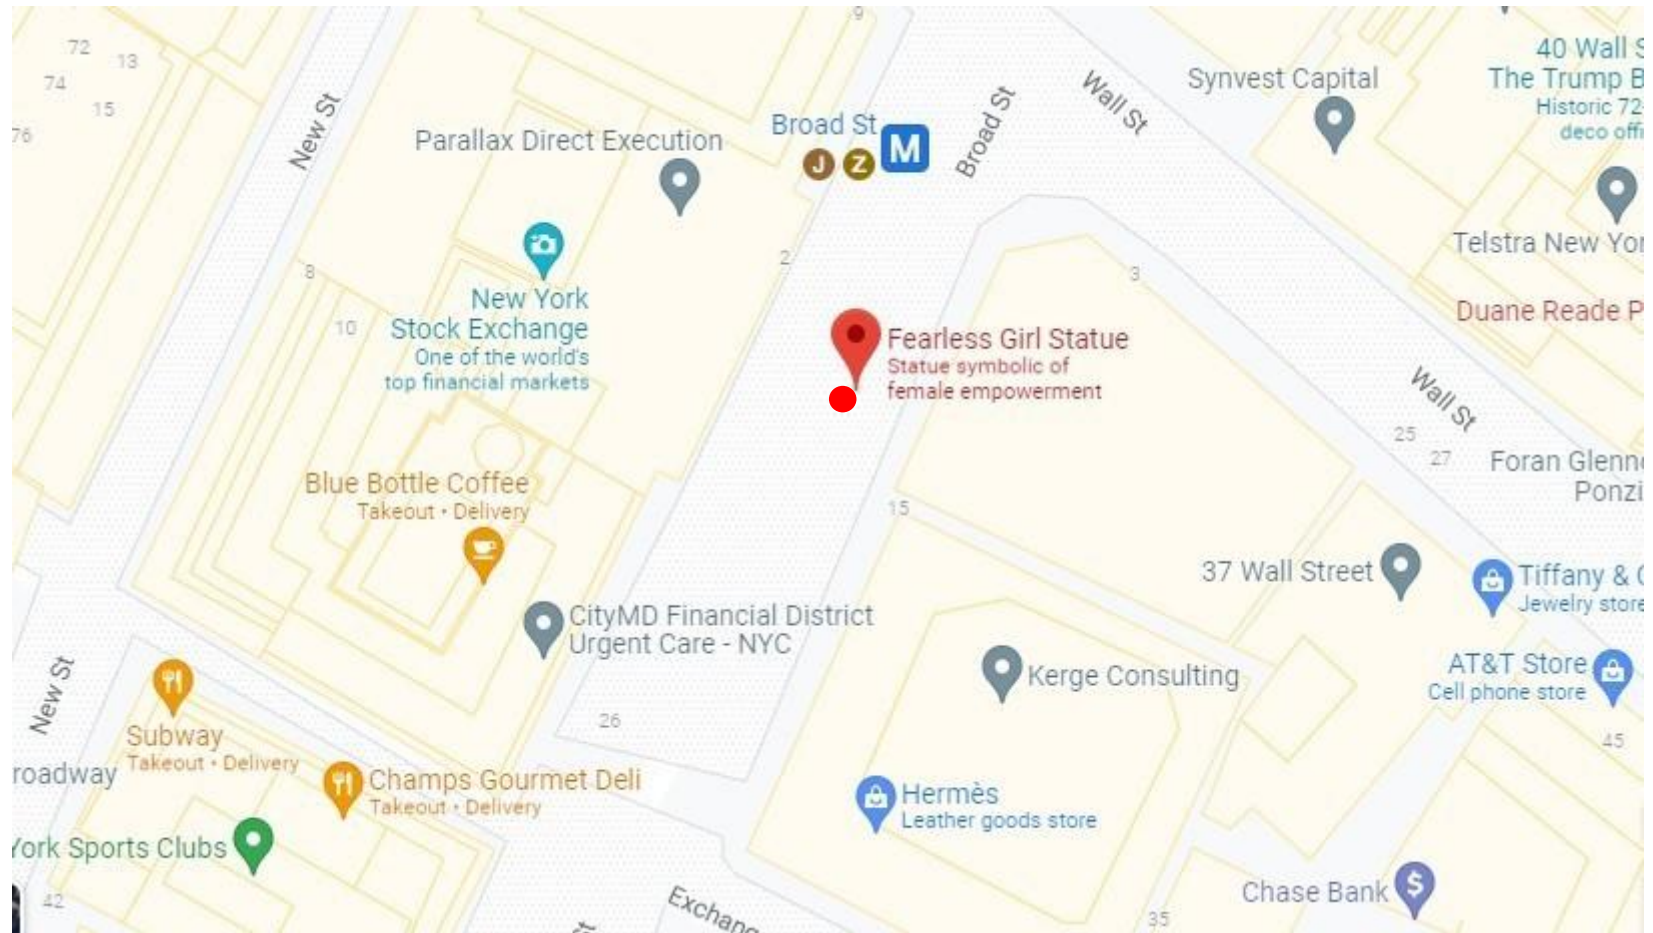 9
72
13
74
15
76
New St
Parallax Direct Execution
Broad St
J
Z
M
Broad St
Wall St
Synvest Capital
40 Wall S
The Trump B
Historic 72-
deco offi
Telstra New Yor
Duane Reade P
2
3
8
10
New York
Stock Exchange
One of the world's
top financial markets
Fearless Girl Statue
Statue symbolic of
female empowerment
Wall St
25
27
Foran Glenn
Ponzi
Blue Bottle Coffee
Takeout • Delivery
15
37 Wall Street
Tiffany & C
Jewelry store
CityMD Financial District
Urgent Care - NYC
New St
Subway
Takeout • Delivery
26
Kerge Consulting
AT&T Store
Cell phone store
45
roadway
Champs Gourmet Deli
Takeout • Delivery
Hermès
Leather goods store
York Sports Clubs
42
Exchang
35
Chase Bank
$